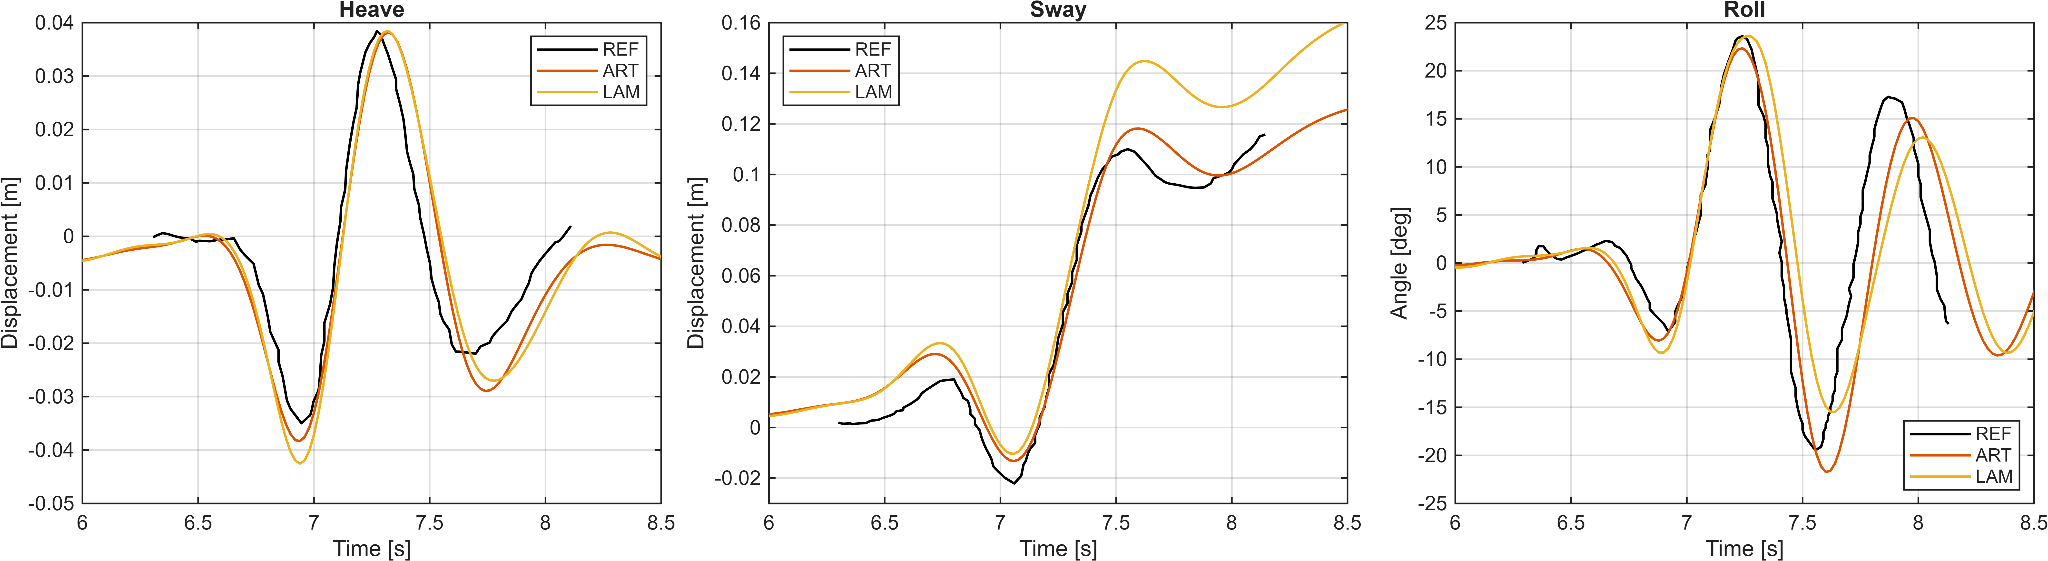 Heave
0.04
0.03
0.02
0.01
0
-0.01
-0.02
-0.03
-0.04
-0.05
Displacement [m]
6
6.5
7
7.5
8
8.5
Time [s]
REF
ART
LAM
Sway
0.16
0.14
0.12
0.1
0.08
0.06
0.04
0.02
0
-0.02
Displacement [m]
6
6.5
7
7.5
8
8.5
Time [s]
REF
ART
LAM
Roll
25
20
15
10
5
0
-5
-10
-15
-20
-25
Angle [deg]
6
6.5
7
7.5
8
8.5
Time [s]
REF
ART
LAM